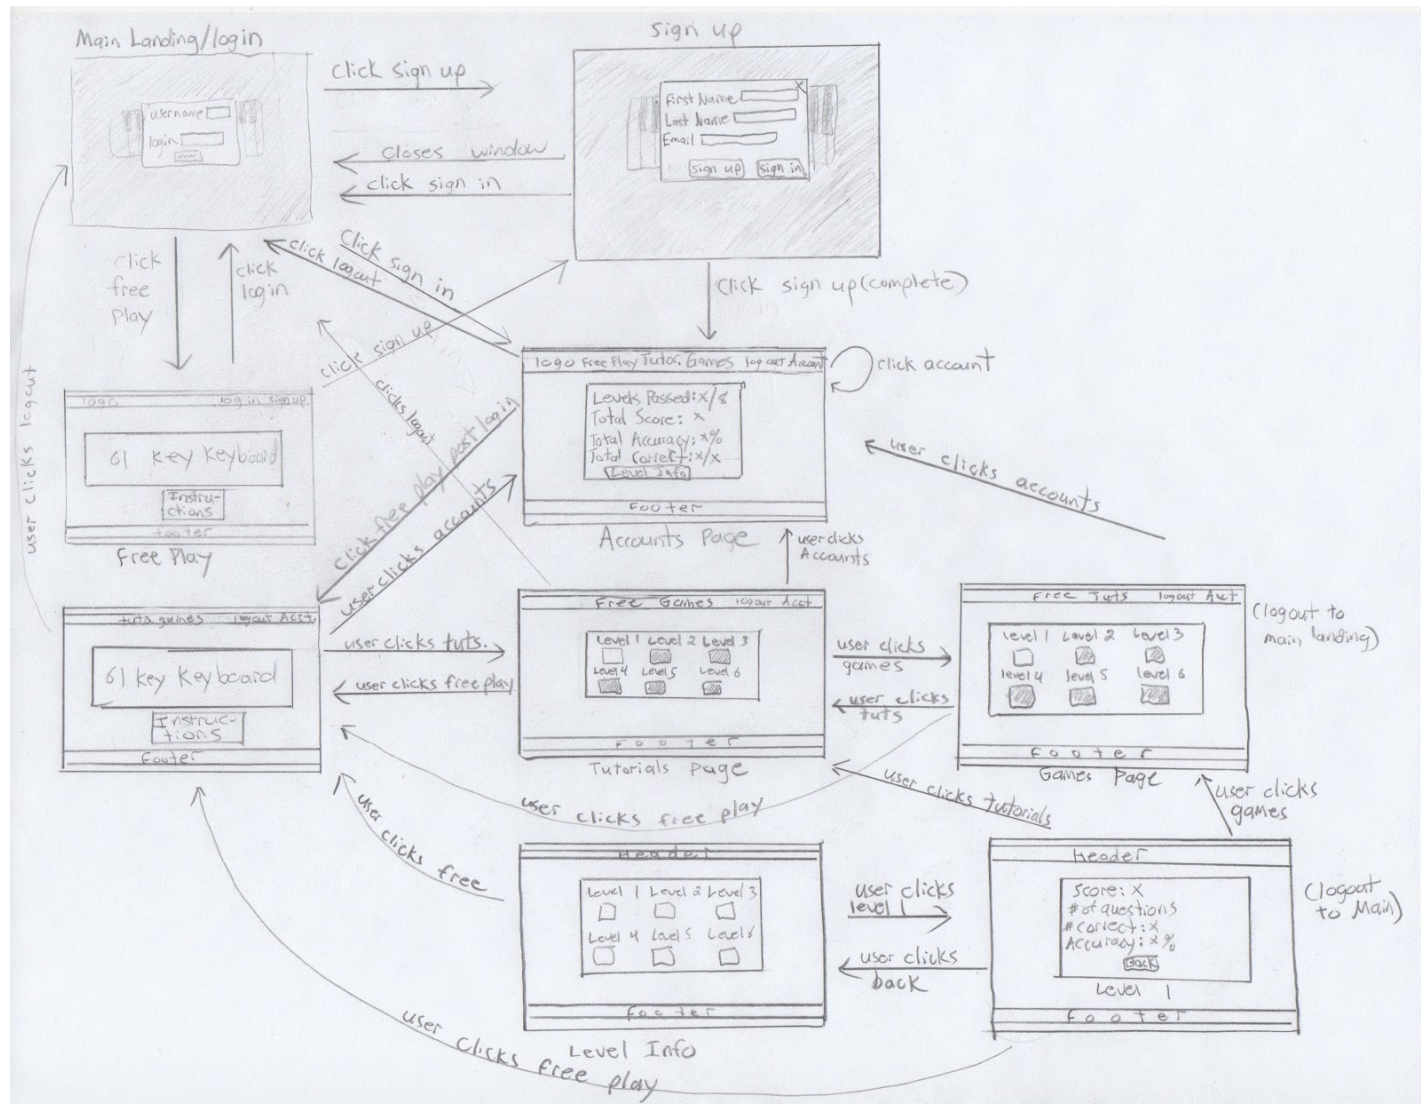 Main Landing/login
sign up
click sign up
username
login
First Name
Last Name
Email
sign up
sign in
X
closes window
click sign in
click free play
click login
click sign in
click logout
click sign up (complete)
click sign up
clicks logout
user clicks logout
logo
log in sign up
61 key keyboard
Instru-
ctions
footer
Free Play
logo Free Play Tutor. Games logout Account
click account
Levels Passed: x/8
Total Score: x
Total Accuracy: x%
Total Correct: x/x
Level Info
Footer
Accounts Page
click free play post login
user clicks accounts
user clicks accounts
user clicks
Accounts
tuts games logout Acct.
61 key Keyboard
Instruc-
tions
Footer
user clicks tuts.
user clicks free play
Free Games logout Acct
Level 1 Level 2 Level 3
Level 4 Level 5 Level 6
Footer
Tutorials Page
user clicks
games
user clicks
tuts
Free Tuts logout Acct
Level 1 Level 2 Level 3
level 4 level 5 level 6
Footer
Games Page
(logout to
main landing)
user clicks free play
user clicks tutorials
user clicks
games
user clicks free
Header
Level 1 Level 2 Level 3
Level 4 Level 5 Level 6
Footer
Level Info
user clicks
level 1
user clicks
back
Header
Score: x
# of questions
# correct: x
Accuracy: x%
Back
Level 1
Footer
(logout
to Main)
user clicks free play